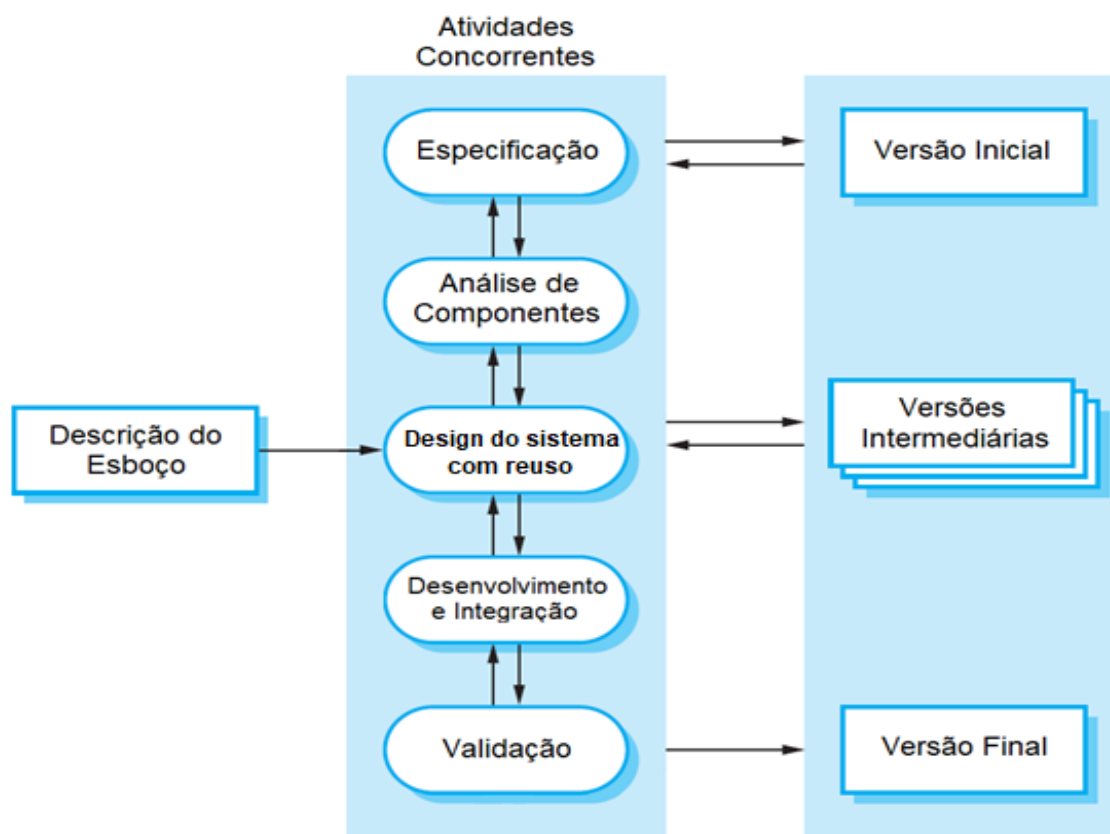 Atividades
Concorrentes
Especificação
Versão Inicial
Análise de
Componentes
Descrição do
Esboço
Design do sistema
com reuso
Versões
Intermediárias
Desenvolvimento
e Integração
Validação
Versão Final